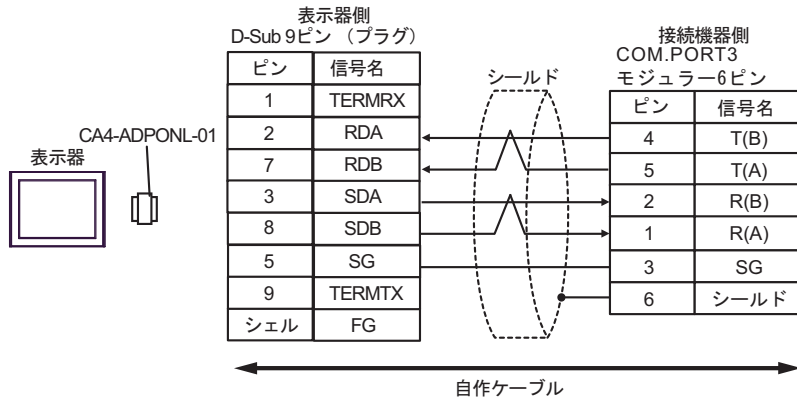 表示器側
D-Sub 9ピン (プラグ)
ピン 信号名
1 TERMRX
2 RDA
7 RDB
3 SDA
8 SDB
5 SG
9 TERMTX
シェル FG
CA4-ADPONL-01
表示器
シールド
接続機器側
COM.PORT3
モジュラー6ピン
ピン 信号名
4 T(B)
5 T(A)
2 R(B)
1 R(A)
3 SG
6 シールド
自作ケーブル